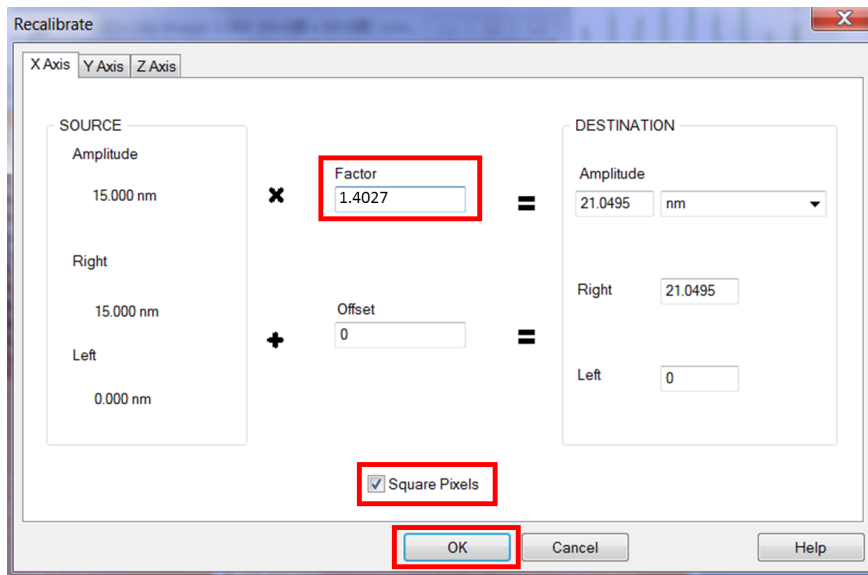 Recalibrate
X Axis Y Axis Z Axis
SOURCE
Amplitude
15.000 nm
Right
15.000 nm
Left
0.000 nm
×
Factor
1.4027
=
+
Offset
0
=
DESTINATION
Amplitude
21.0495 nm
Right 21.0495
Left 0
Square Pixels
OK Cancel Help